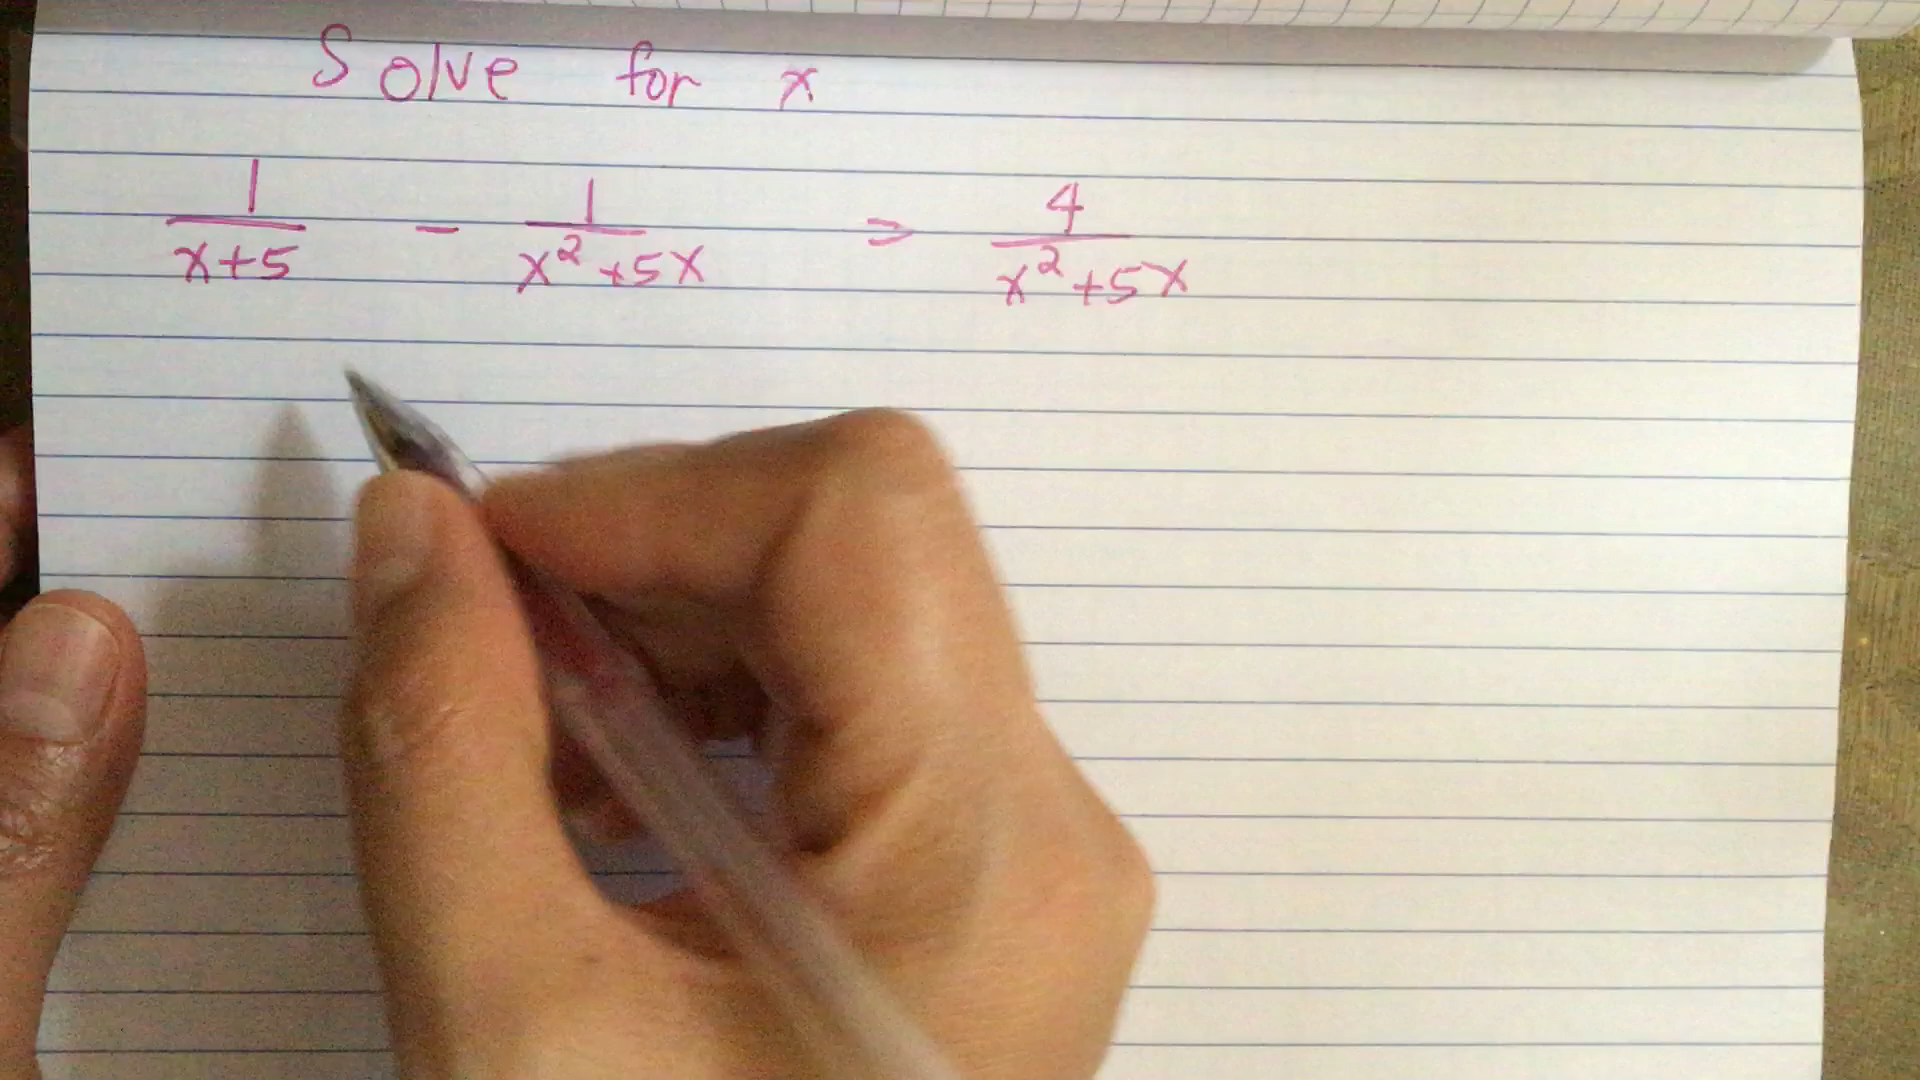 Solve for x
1/(x+5) - 1/(x²+5x) = 4/(x²+5x)